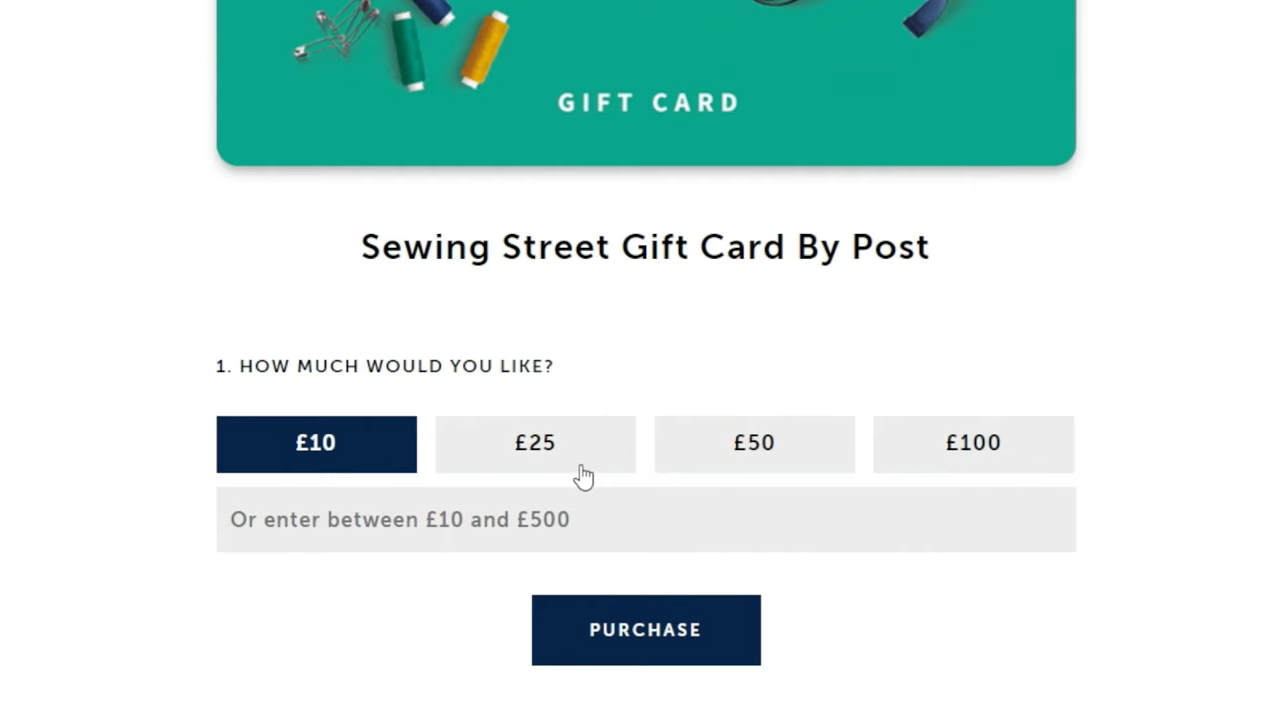 GIFT CARD
Sewing Street Gift Card By Post
1. HOW MUCH WOULD YOU LIKE?
£10 £25 £50 £100
Or enter between £10 and £500
PURCHASE